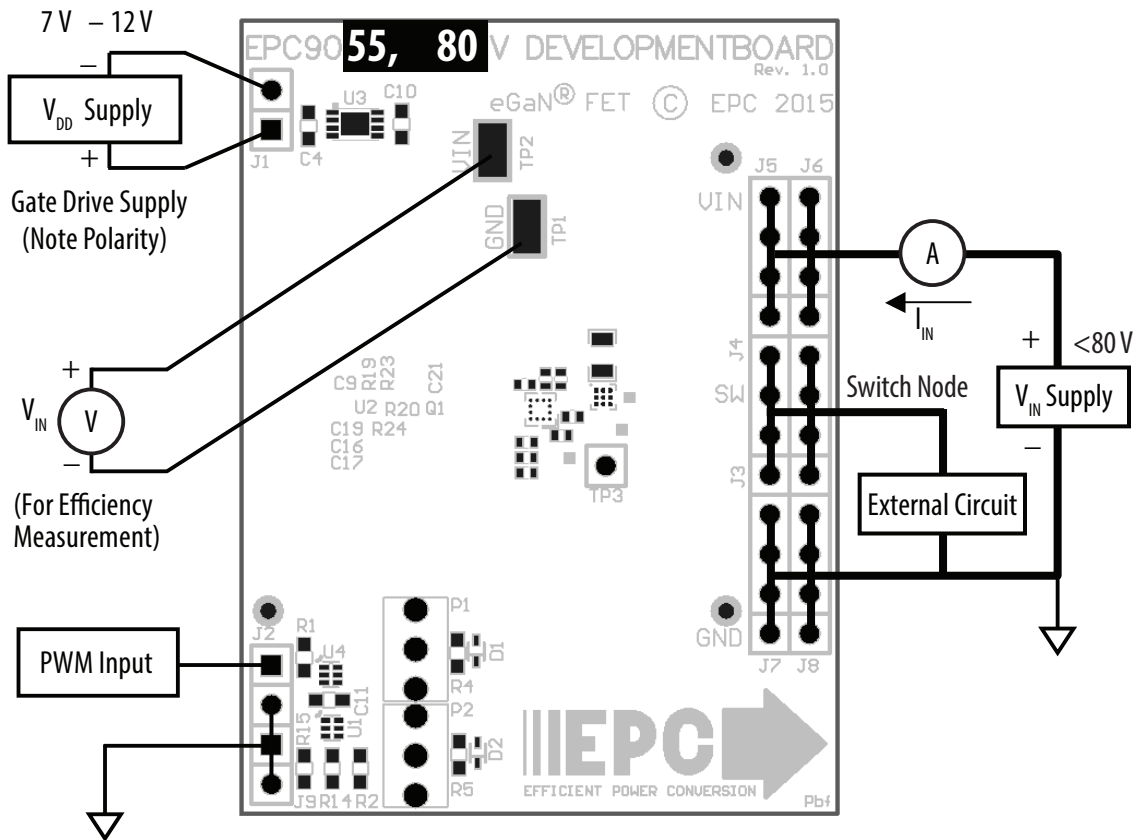 7 V – 12 V
–
V_DD Supply
+
Gate Drive Supply
(Note Polarity)
EPC90 55, 80 V DEVELOPMENTBOARD
Rev. 1.0
eGaN® FET © EPC 2015
J1
C4
U3
C10
VIN
TP2
GND
TP1
J5
J6
VIN
A
I_IN
+
<80 V
V_IN Supply
–
J4
SW
J3
Switch Node
External Circuit
+
V_IN
V
–
(For Efficiency
Measurement)
C9
R19
R23
C21
U2
R20
Q1
C19
R24
C16
C17
TP3
GND
J7
J8
PWM Input
J2
R1
U4
C11
R15
U1
J9
R14
R2
P1
R4
D1
P2
R5
D2
EPC
EFFICIENT POWER CONVERSION
Pbf